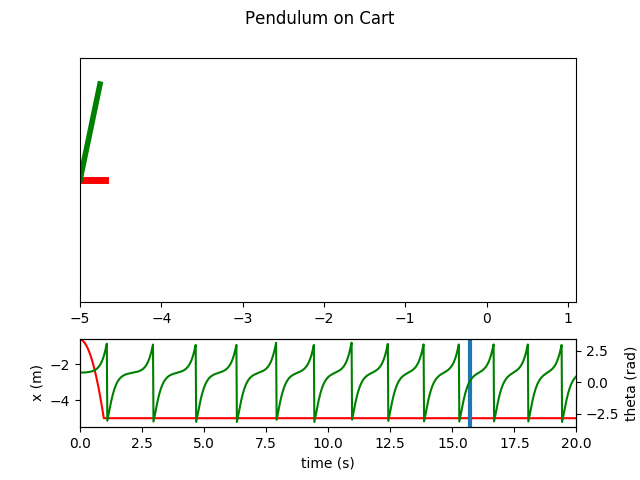 Pendulum on Cart
−5 −4 −3 −2 −1 0 1
x (m)
−2
−4
2.5
0.0
−2.5
theta (rad)
0.0 2.5 5.0 7.5 10.0 12.5 15.0 17.5 20.0
time (s)